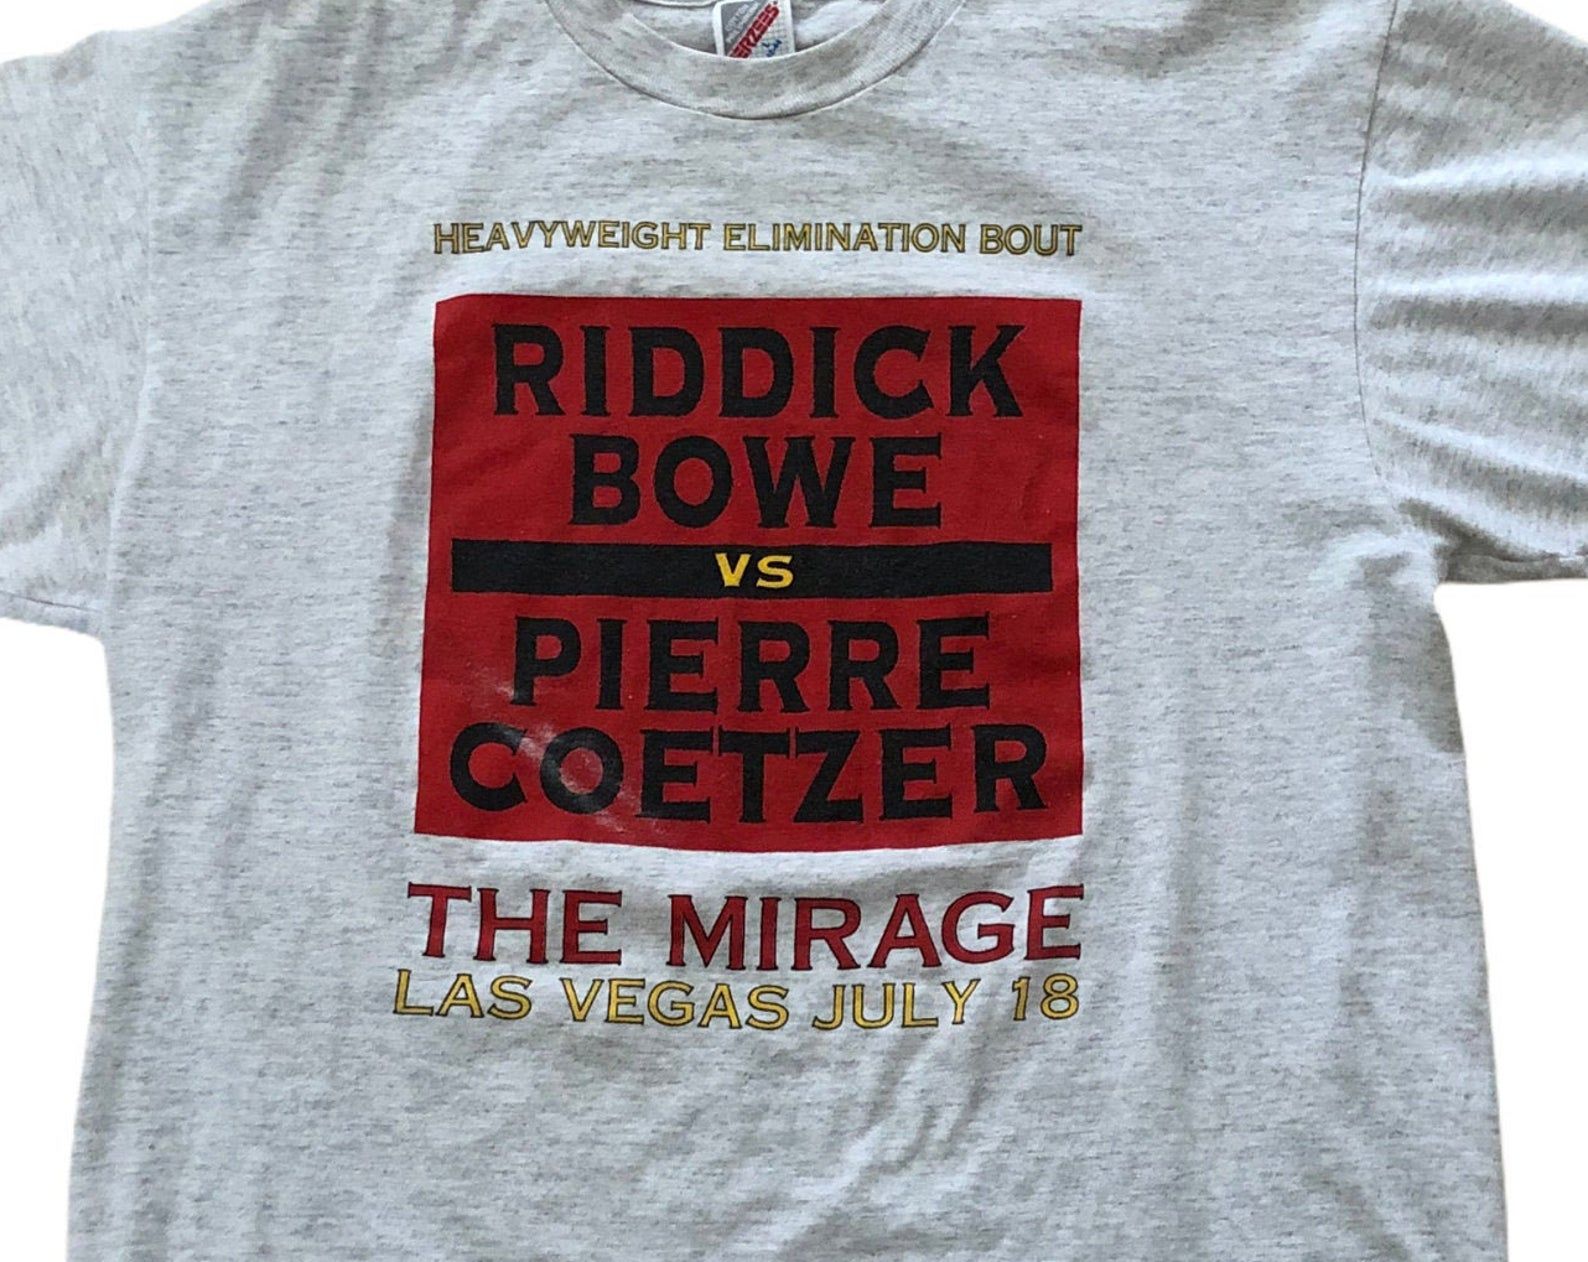 HEAVYWEIGHT ELIMINATION BOUT
RIDDICK
BOWE
VS
PIERRE
COETZER
THE MIRAGE
LAS VEGAS JULY 18